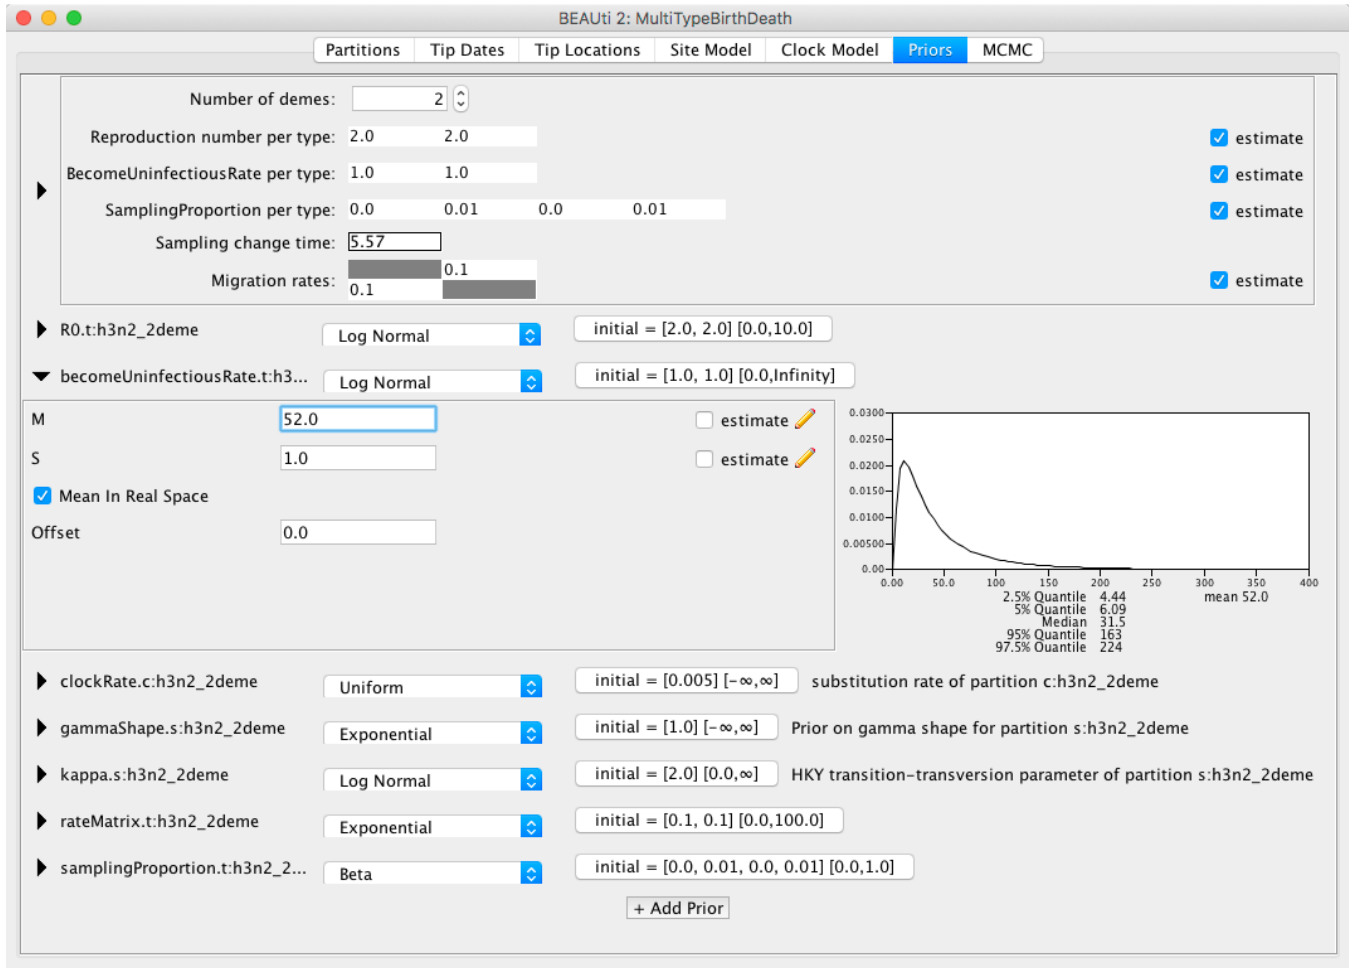 BEAUti 2: MultiTypeBirthDeath
Partitions Tip Dates Tip Locations Site Model Clock Model Priors MCMC
Number of demes: 2
Reproduction number per type: 2.0 2.0 estimate
BecomeUninfectiousRate per type: 1.0 1.0 estimate
SamplingProportion per type: 0.0 0.01 0.0 0.01 estimate
Sampling change time: 5.57
Migration rates: 0.1 estimate
0.1
R0.t:h3n2_2deme Log Normal initial = [2.0, 2.0] [0.0,10.0]
becomeUninfectiousRate.t:h3... Log Normal initial = [1.0, 1.0] [0.0,Infinity]
M 52.0 estimate
S 1.0 estimate
Mean In Real Space
Offset 0.0
0.0300
0.0250
0.0200
0.0150
0.0100
0.00500
0.00
0.00 50.0 100 150 200 250 300 350 400
2.5% Quantile 4.44 mean 52.0
5% Quantile 6.09
Median 31.5
95% Quantile 163
97.5% Quantile 224
clockRate.c:h3n2_2deme Uniform initial = [0.005] [-∞,∞] substitution rate of partition c:h3n2_2deme
gammaShape.s:h3n2_2deme Exponential initial = [1.0] [-∞,∞] Prior on gamma shape for partition s:h3n2_2deme
kappa.s:h3n2_2deme Log Normal initial = [2.0] [0.0,∞] HKY transition-transversion parameter of partition s:h3n2_2deme
rateMatrix.t:h3n2_2deme Exponential initial = [0.1, 0.1] [0.0,100.0]
samplingProportion.t:h3n2_2... Beta initial = [0.0, 0.01, 0.0, 0.01] [0.0,1.0]
+ Add Prior